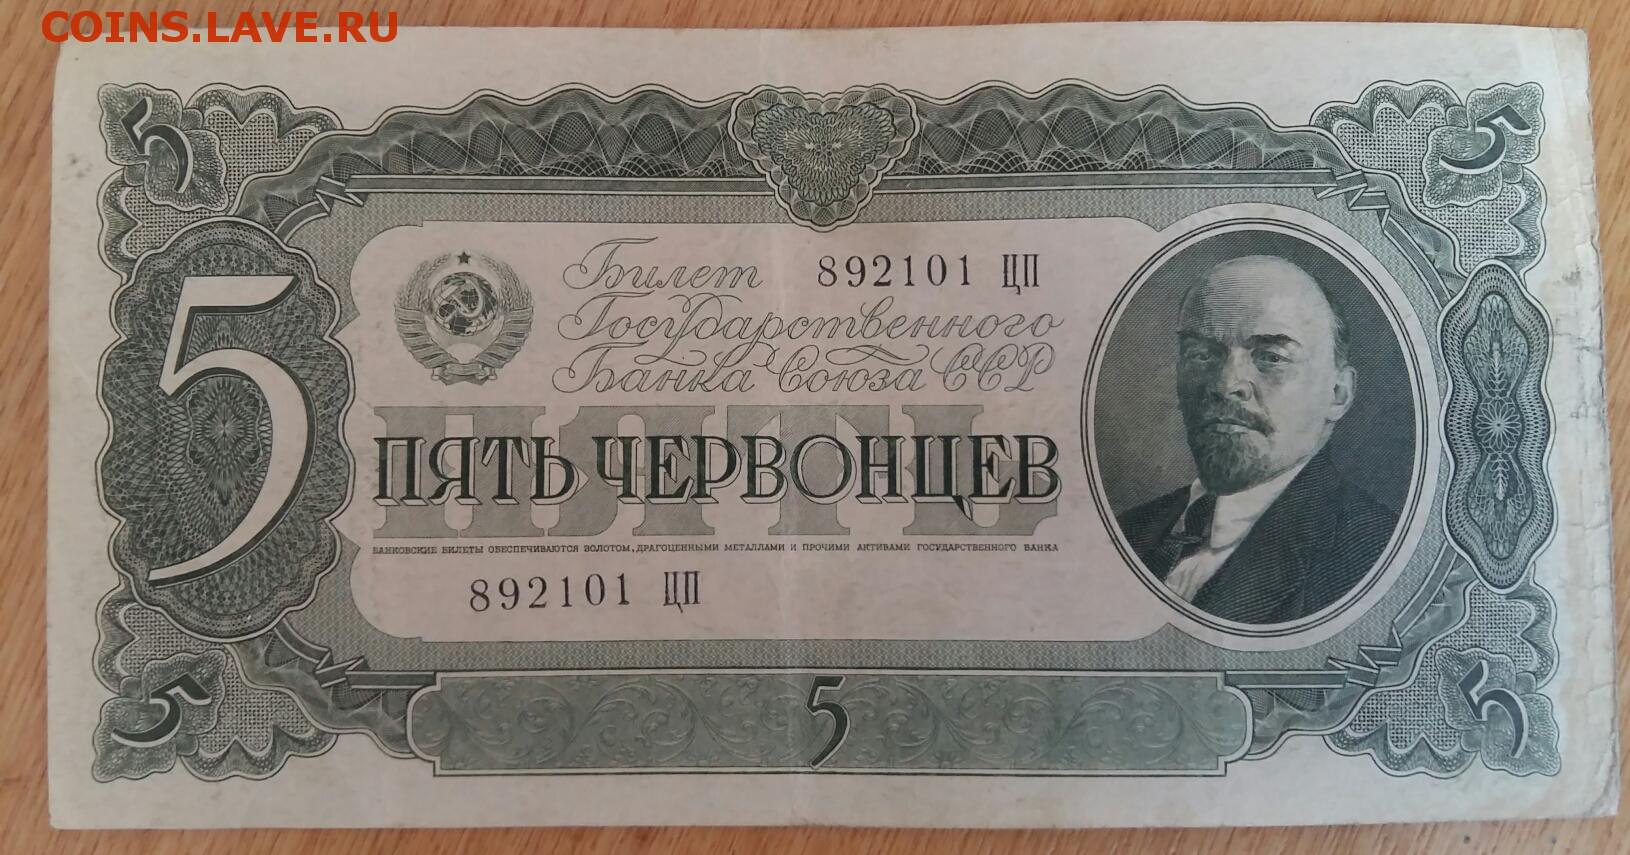 COINS.LAVE.RU
5 5
5
Билет 892101 ЦП
Государственного
Банка Союза ССР
ПЯТЬ
ПЯТЬ ЧЕРВОНЦЕВ
БАНКОВСКИЕ БИЛЕТЫ ОБЕСПЕЧИВАЮТСЯ ЗОЛОТОМ, ДРАГОЦЕННЫМИ МЕТАЛЛАМИ И ПРОЧИМИ АКТИВАМИ ГОСУДАРСТВЕННОГО БАНКА
892101 ЦП
5 5 5